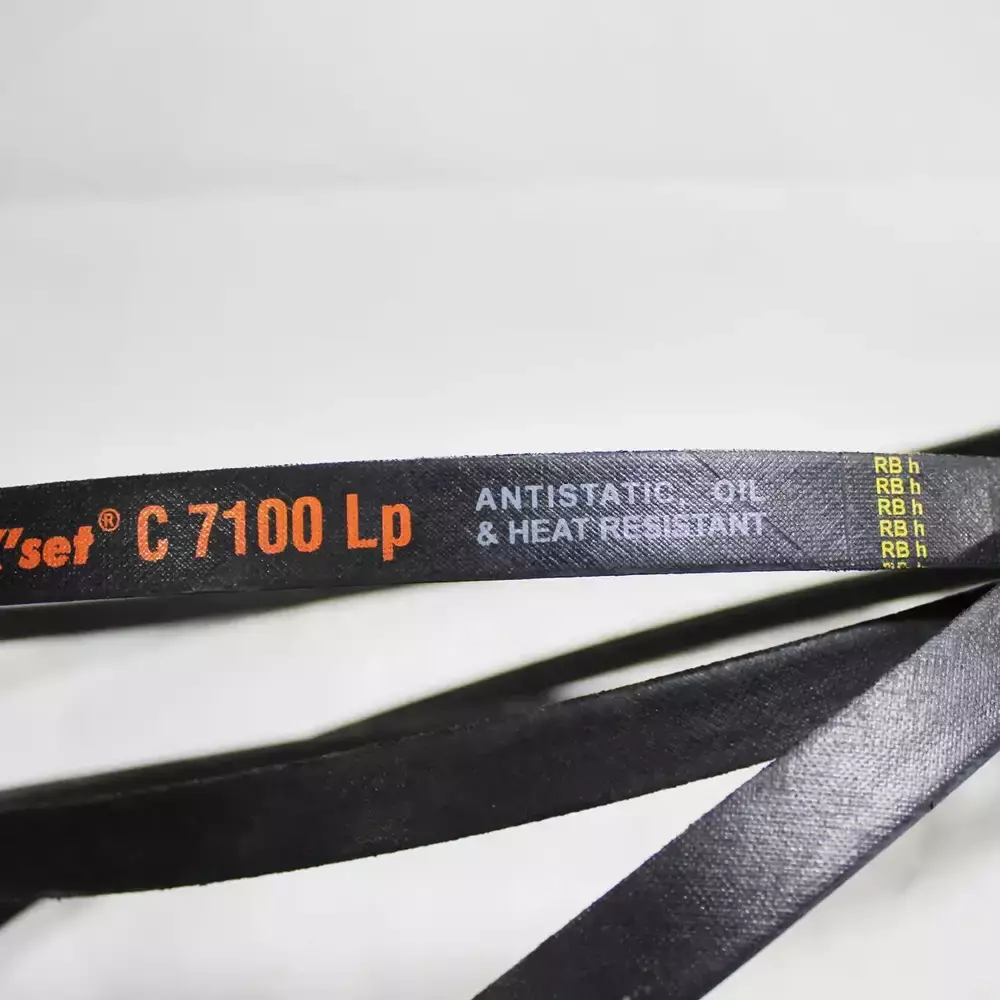 set® C 7100 Lp
ANTISTATIC OIL
& HEAT RESISTANT
RB h
RB h
RB h
RB h
RB h